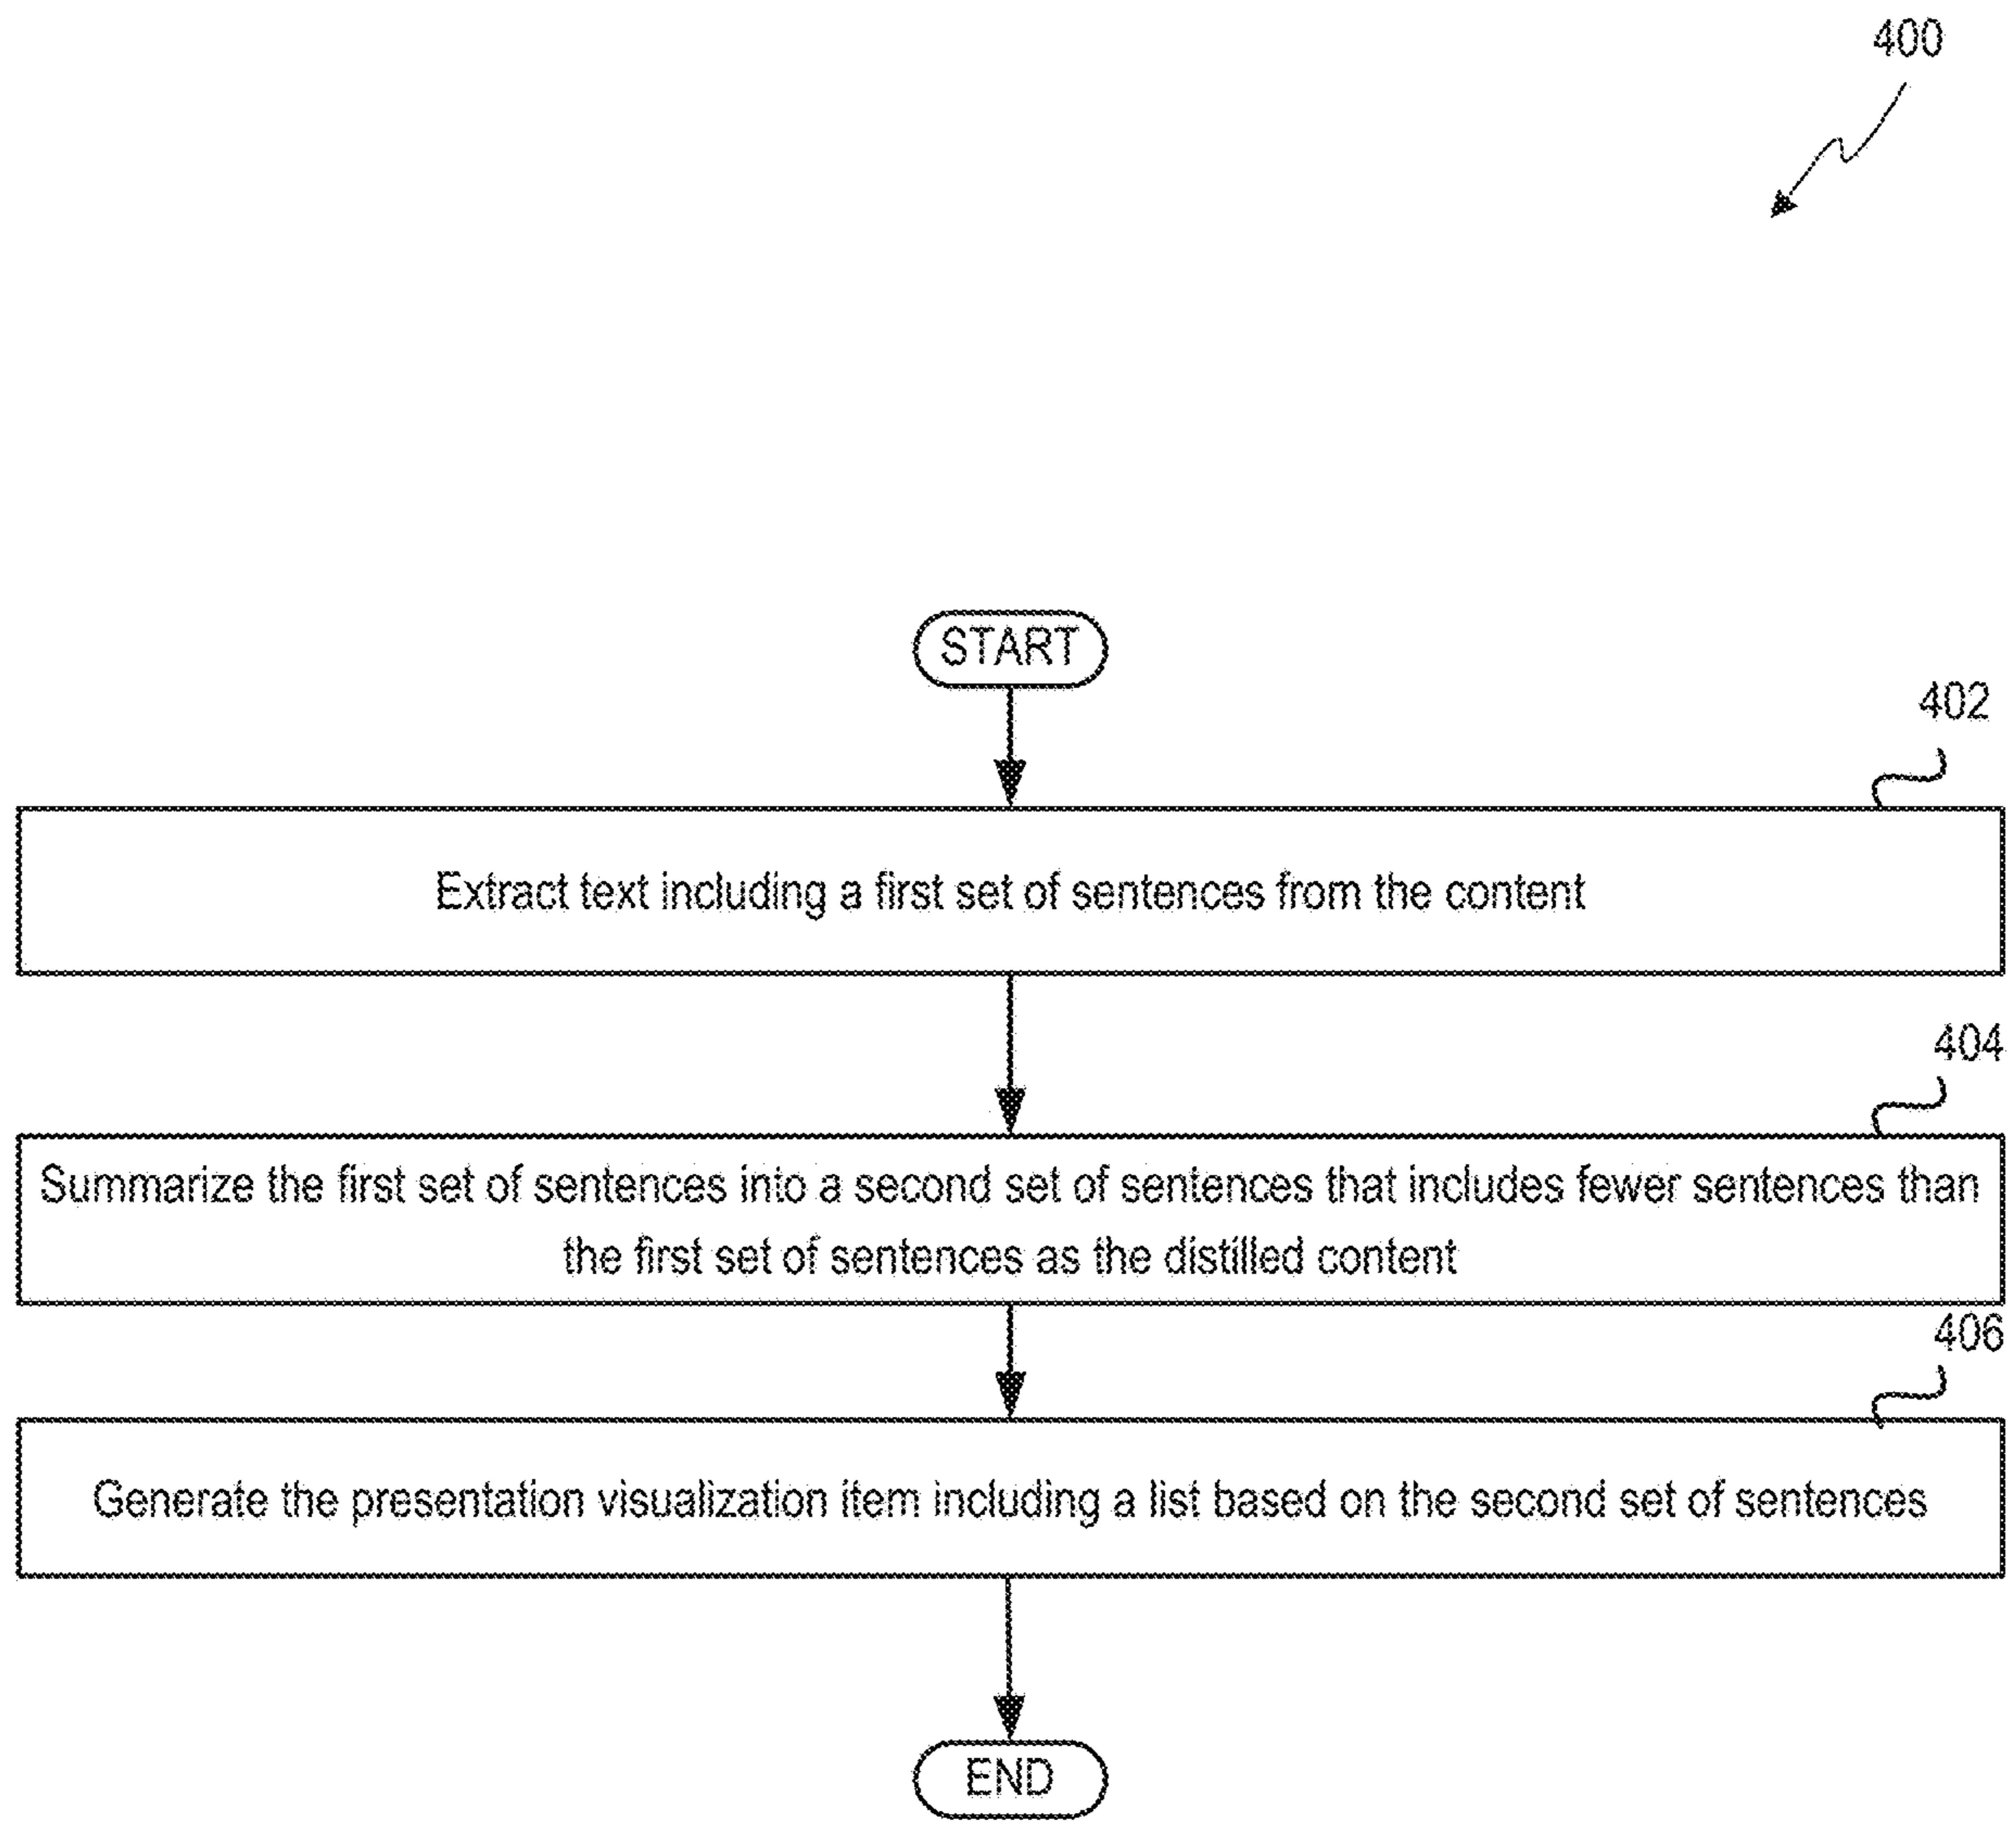 400
START
402
Extract text including a first set of sentences from the content
404
Summarize the first set of sentences into a second set of sentences that includes fewer sentences than
the first set of sentences as the distilled content
406
Generate the presentation visualization item including a list based on the second set of sentences
END